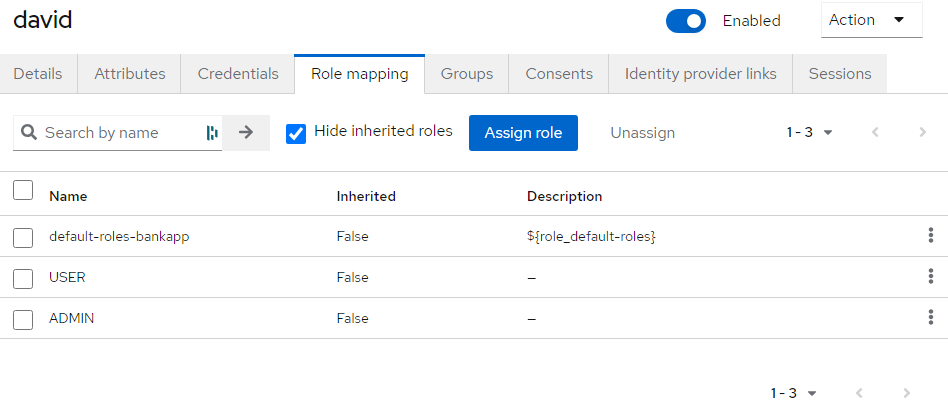 david
Enabled
Action
Details Attributes Credentials Role mapping Groups Consents Identity provider links Sessions
Search by name Hide inherited roles Assign role Unassign 1 - 3
Name Inherited Description
default-roles-bankapp False ${role_default-roles}
USER False –
ADMIN False –
1 - 3